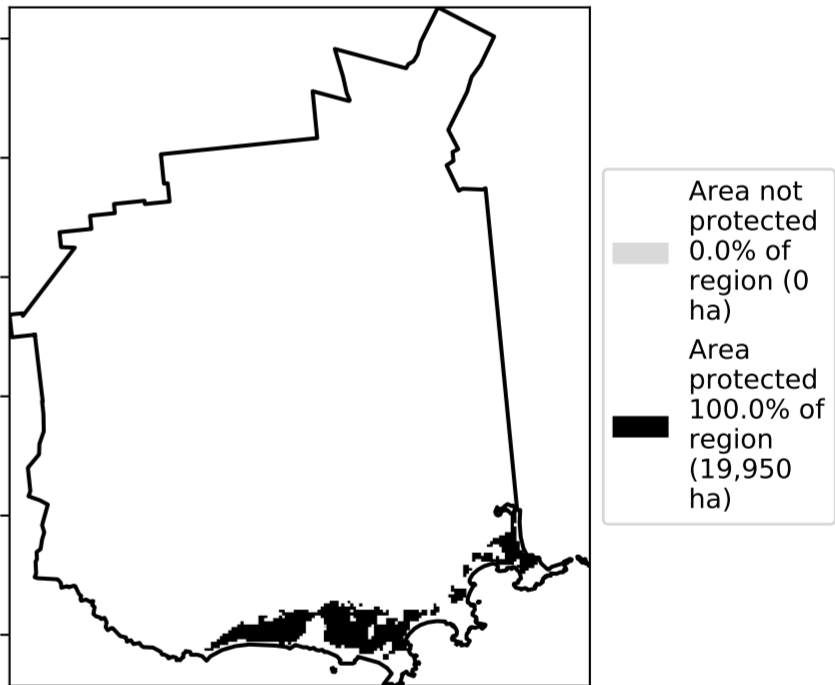 Area not
protected
0.0% of
region (0
ha)
Area
protected
100.0% of
region
(19,950
ha)